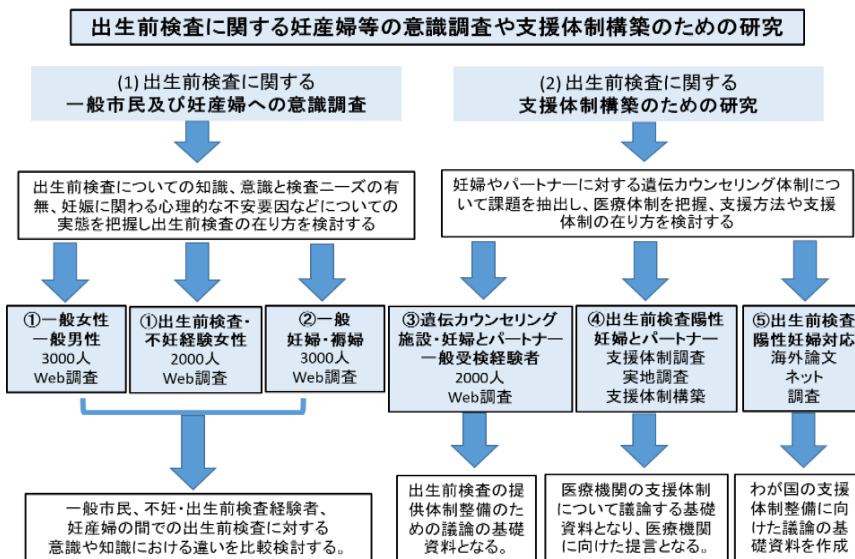 出生前検査に関する妊産婦等の意識調査や支援体制構築のための研究
(1) 出生前検査に関する
一般市民及び妊産婦への意識調査
(2) 出生前検査に関する
支援体制構築のための研究
出生前検査についての知識、意識と検査ニーズの有
無、妊娠に関わる心理的な不安要因などについての
実態を把握し出生前検査の在り方を検討する
妊婦やパートナーに対する遺伝カウンセリング体制につ
いて課題を抽出し、医療体制を把握、支援方法や支援
体制の在り方を検討する
①一般女性
一般男性
3000人
Web調査
①出生前検査・
不妊経験女性
2000人
Web調査
②一般
妊婦・褥婦
3000人
Web調査
③遺伝カウンセリング
施設・妊婦とパートナー
一般受検経験者
2000人
Web調査
④出生前検査陽性
妊婦とパートナー
支援体制調査
実地調査
支援体制構築
⑤出生前検査
陽性妊婦対応
海外論文
ネット
調査
一般市民、不妊・出生前検査経験者、
妊産婦の間での出生前検査に対する
意識や知識における違いを比較検討する。
出生前検査の提
供体制整備のた
めの議論の基礎
資料となる。
医療機関の支援体制
について議論する基礎
資料となり、医療機関
に向けた提言となる。
わが国の支援
体制整備に向
けた議論の基
礎資料を作成